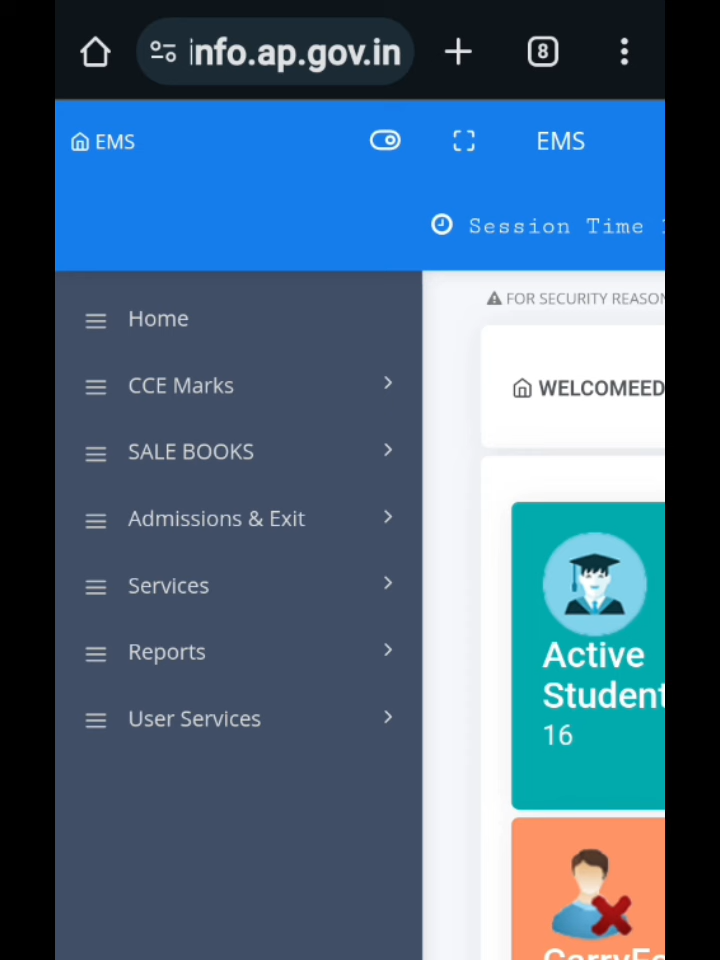 info.ap.gov.in
8
EMS
EMS
Session Time
Home
CCE Marks
SALE BOOKS
Admissions & Exit
Services
Reports
User Services
FOR SECURITY REASON
WELCOMEED
Active
Student
16